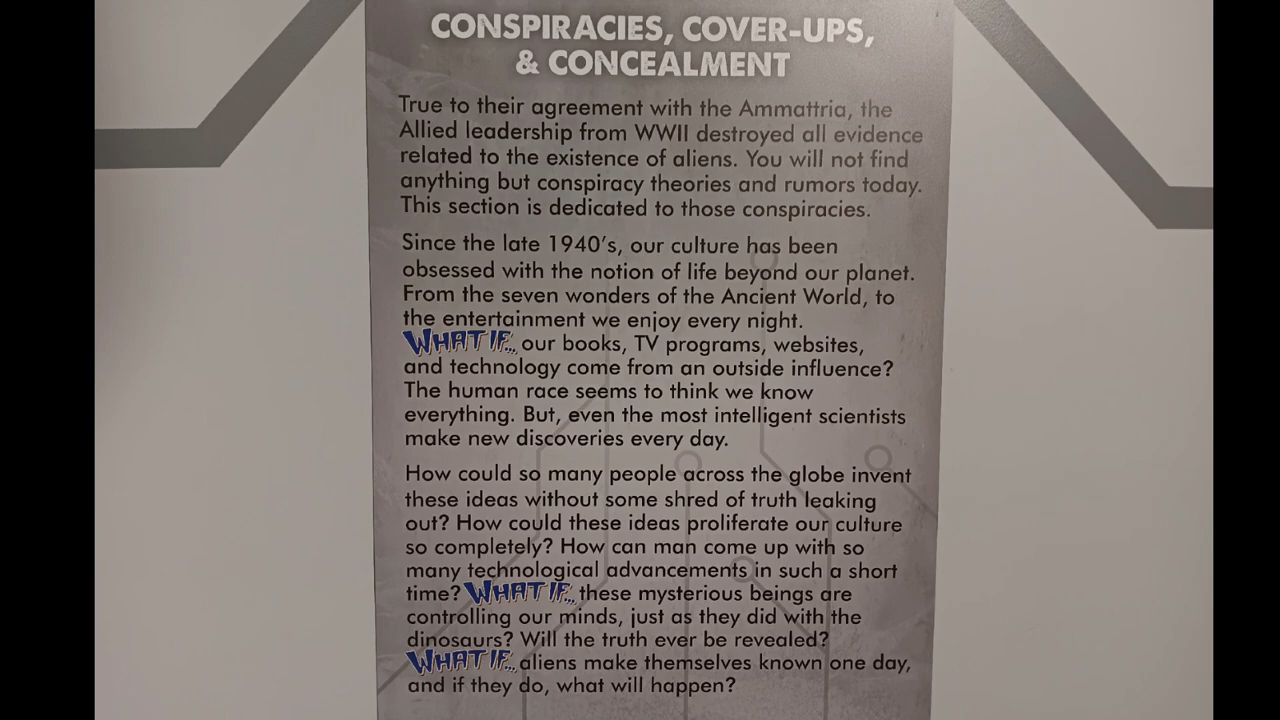 CONSPIRACIES, COVER-UPS,
& CONCEALMENT
True to their agreement with the Ammattria, the
Allied leadership from WWII destroyed all evidence
related to the existence of aliens. You will not find
anything but conspiracy theories and rumors today.
This section is dedicated to those conspiracies.
Since the late 1940's, our culture has been
obsessed with the notion of life beyond our planet.
From the seven wonders of the Ancient World, to
the entertainment we enjoy every night.
WHAT IF... our books, TV programs, websites,
and technology come from an outside influence?
The human race seems to think we know
everything. But, even the most intelligent scientists
make new discoveries every day.
How could so many people across the globe invent
these ideas without some shred of truth leaking
out? How could these ideas proliferate our culture
so completely? How can man come up with so
many technological advancements in such a short
time? WHAT IF... these mysterious beings are
controlling our minds, just as they did with the
dinosaurs? Will the truth ever be revealed?
WHAT IF... aliens make themselves known one day,
and if they do, what will happen?